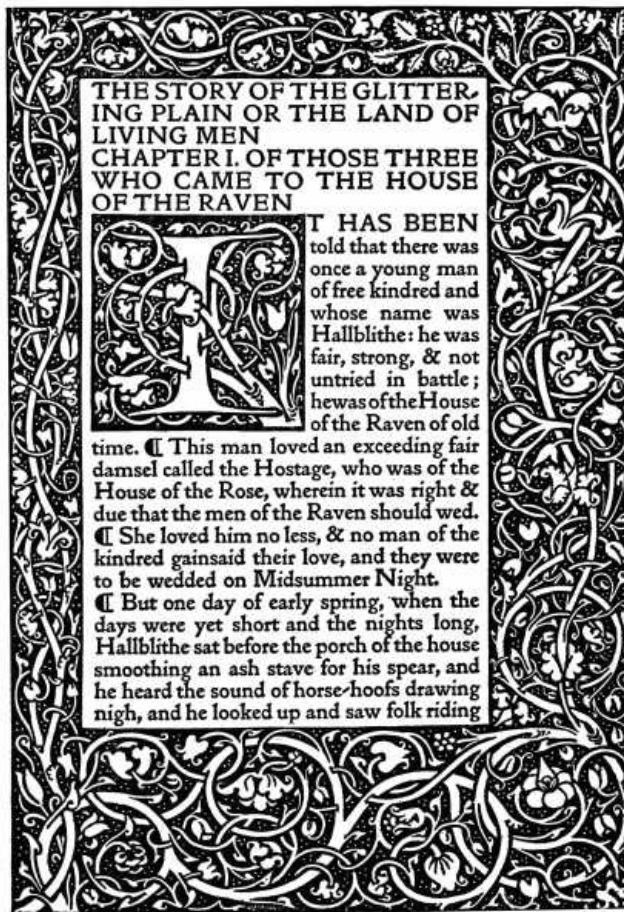 THE STORY OF THE GLITTER-
ING PLAIN OR THE LAND OF
LIVING MEN
CHAPTER I. OF THOSE THREE
WHO CAME TO THE HOUSE
OF THE RAVEN
IT HAS BEEN
told that there was
once a young man
of free kindred and
whose name was
Hallblithe: he was
fair, strong, & not
untried in battle;
he was of the House
of the Raven of old
time. ¶ This man loved an exceeding fair
damsel called the Hostage, who was of the
House of the Rose, wherein it was right &
due that the men of the Raven should wed.
¶ She loved him no less, & no man of the
kindred gainsaid their love, and they were
to be wedded on Midsummer Night.
¶ But one day of early spring, when the
days were yet short and the nights long,
Hallblithe sat before the porch of the house
smoothing an ash stave for his spear, and
he heard the sound of horse-hoofs drawing
nigh, and he looked up and saw folk riding